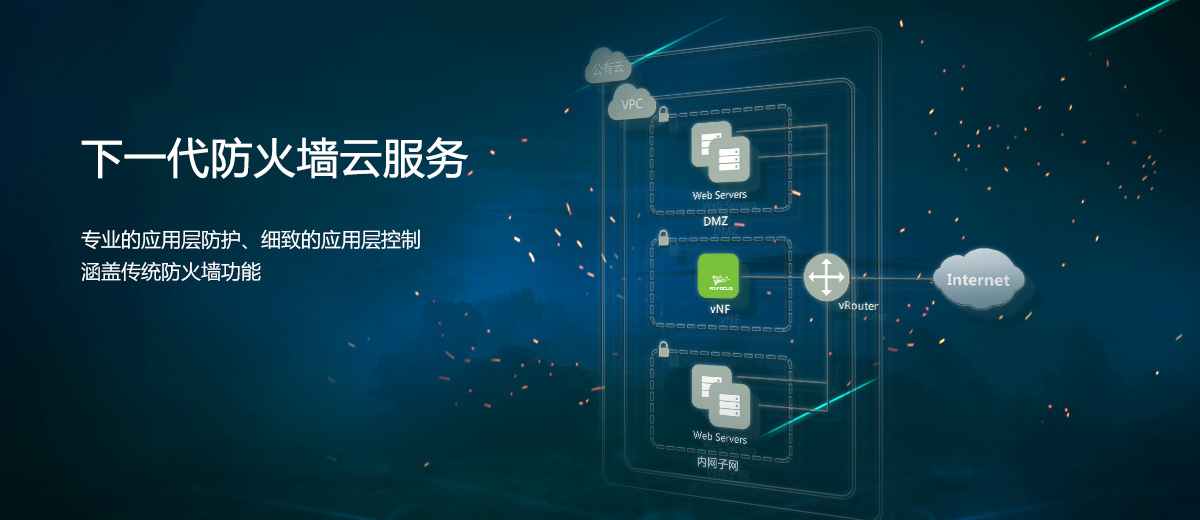 下一代防火墙云服务
专业的应用层防护、细致的应用层控制
涵盖传统防火墙功能
公有云
VPC
Web Servers
DMZ
vNF
vRouter
Internet
Web Servers
内网子网